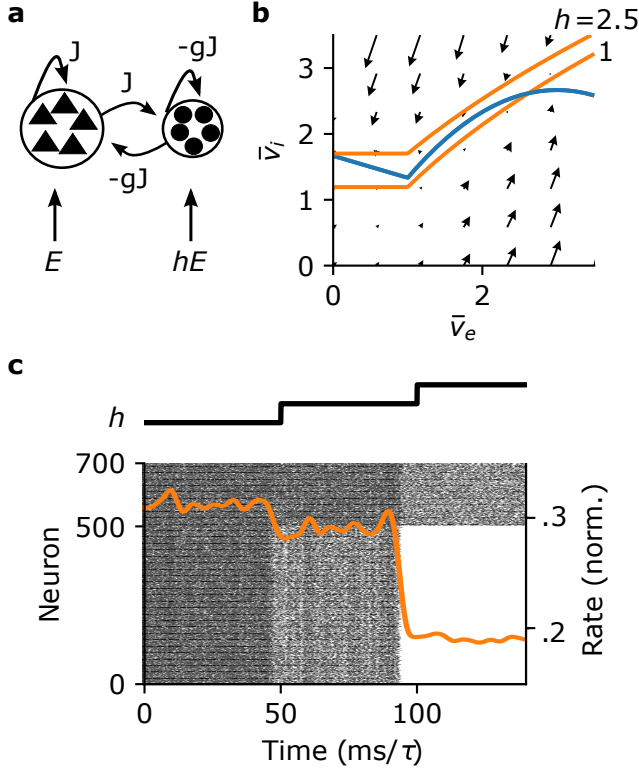 a
J
-gJ
J
-gJ
E
hE
b
h = 2.5
1
3
2
1
0
v̄ᵢ
0
2
v̄ₑ
c
h
700
500
0
Neuron
.3
.2
Rate (norm.)
0
50
100
Time (ms/τ)